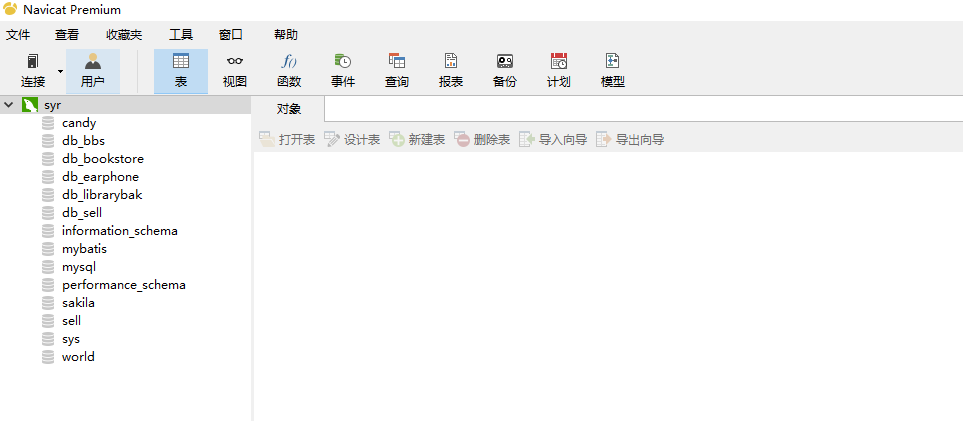 Navicat Premium
文件 查看 收藏夹 工具 窗口 帮助
连接 用户 表 视图 f() 函数 事件 查询 报表 备份 计划 模型
syr 对象
candy
db_bbs
打开表 设计表 新建表 删除表 导入向导 导出向导
db_bookstore
db_earphone
db_librarybak
db_sell
information_schema
mybatis
mysql
performance_schema
sakila
sell
sys
world